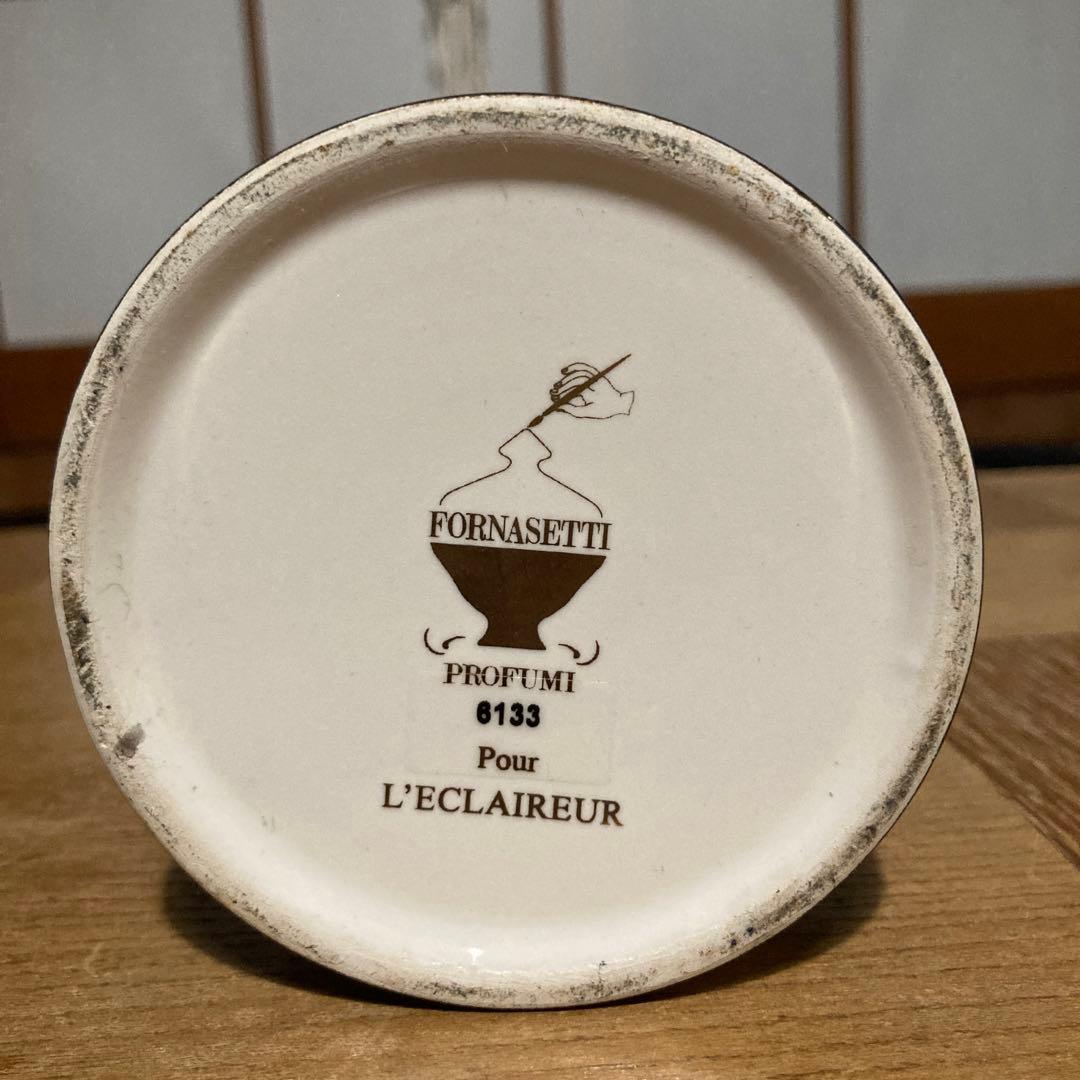 FORNASETTI
PROFUMI
6133
Pour
L'ECLAIREUR